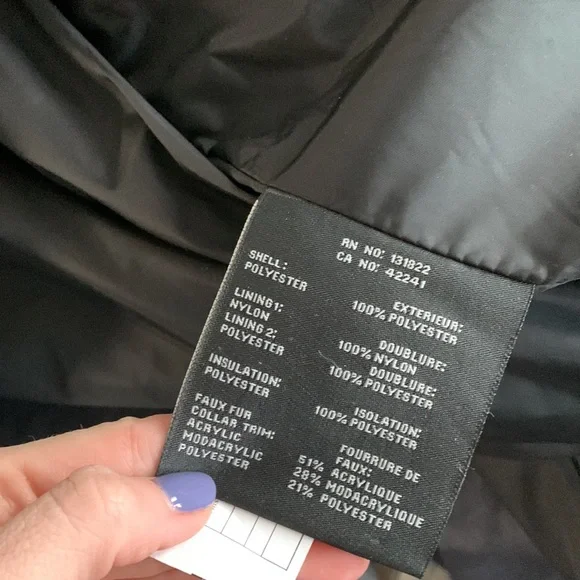 RN NO: 131822
CA NO: 42241
SHELL:
POLYESTER
LINING1:
NYLON
LINING 2:
POLYESTER
INSULATION:
POLYESTER
FAUX FUR
COLLAR TRIM:
ACRYLIC
MODACRYLIC
POLYESTER
EXTERIEUR:
100% POLYESTER
DOUBLURE:
100% NYLON
DOUBLURE:
100% POLYESTER
ISOLATION:
100% POLYESTER
FOURRURE DE
FAUX:
51% ACRYLIQUE
28% MODACRYLIQUE
21% POLYESTER